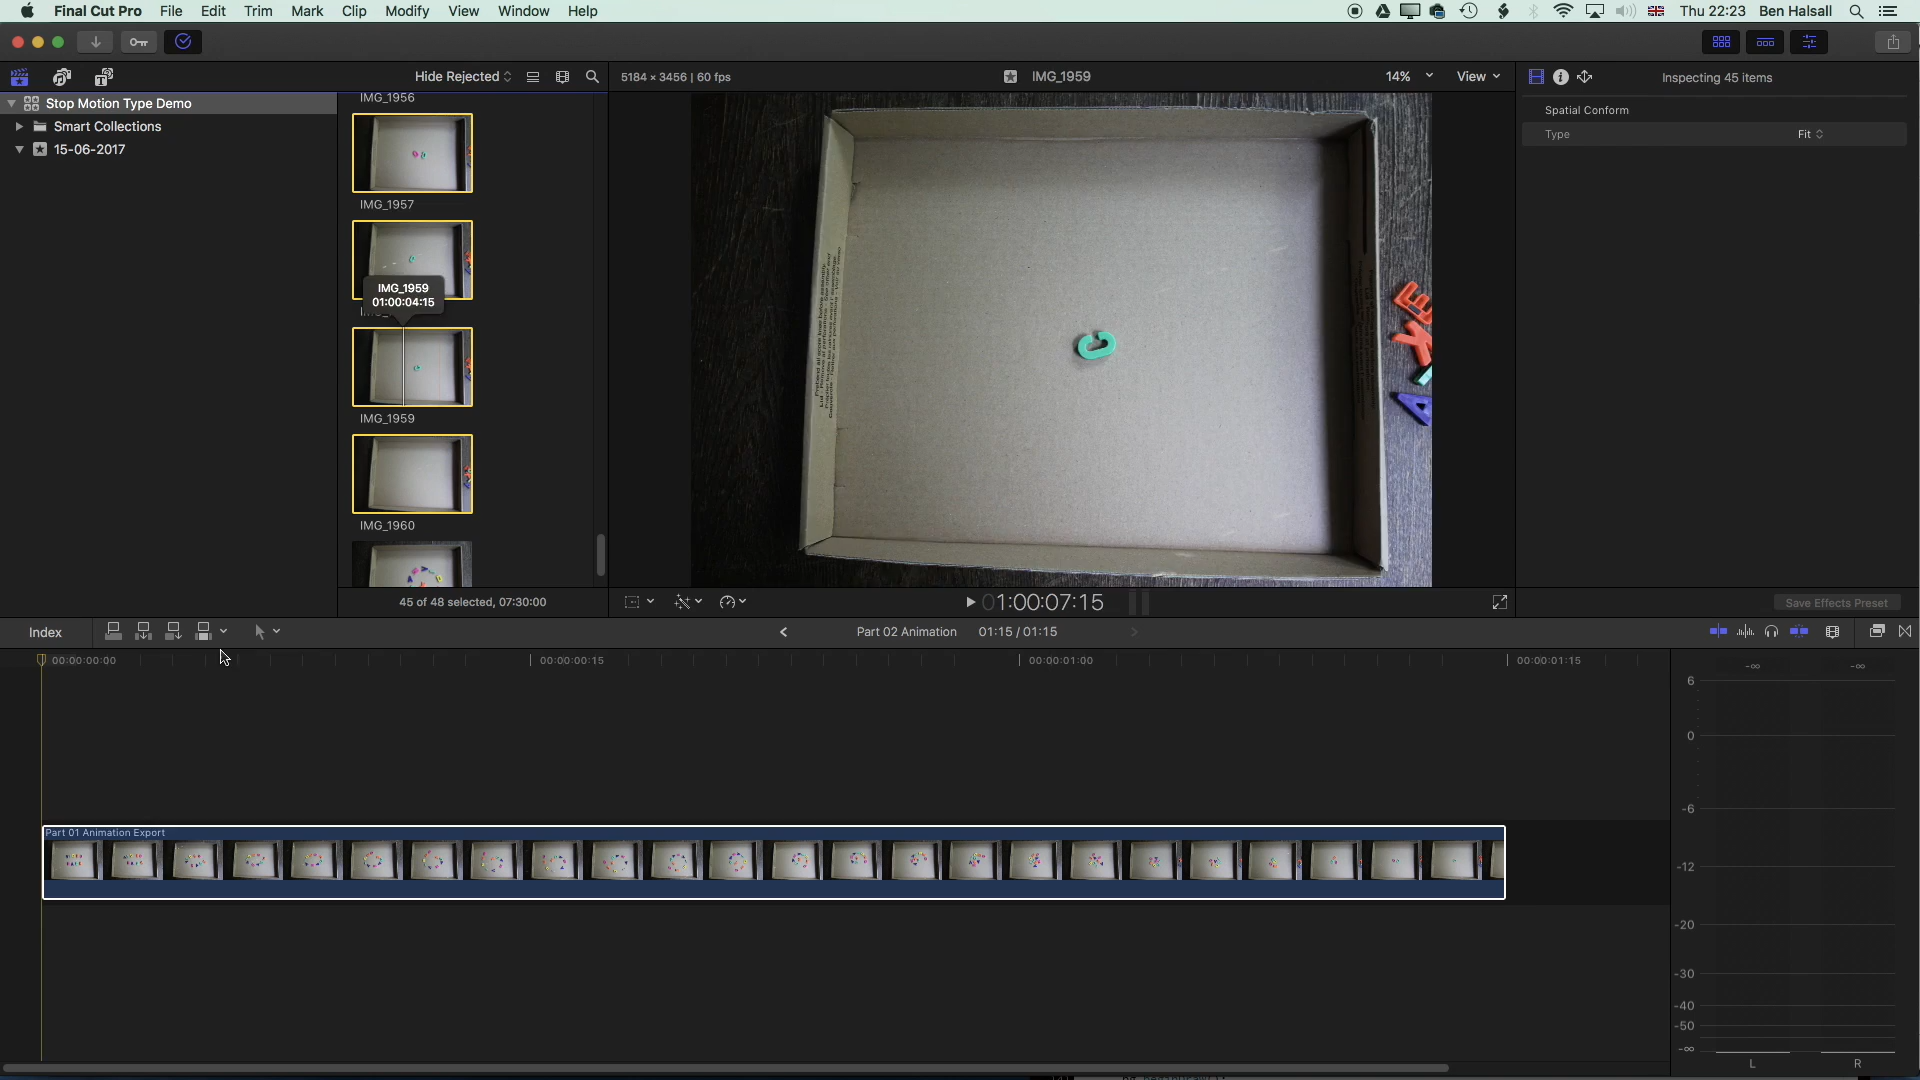 Final Cut Pro File Edit Trim Mark Clip Modify View Window Help Thu 22:23 Ben Halsall
Hide Rejected 5184 × 3456 | 60 fps IMG_1959 14% View Inspecting 45 items
Stop Motion Type Demo
Smart Collections
15-06-2017
IMG_1956
IMG_1957
IMG_1959
01:00:04:15
IMG_1959
IMG_1960
45 of 48 selected, 07:30:00
Spatial Conform
Type Fit
01:00:07:15
Save Effects Preset
Index Part 02 Animation 01:15 / 01:15
00:00:00:00 00:00:00:15 00:00:01:00 00:00:01:15
Part 01 Animation Export
-∞ -∞
6
0
-6
-12
-20
-30
-40
-50
-∞
L R